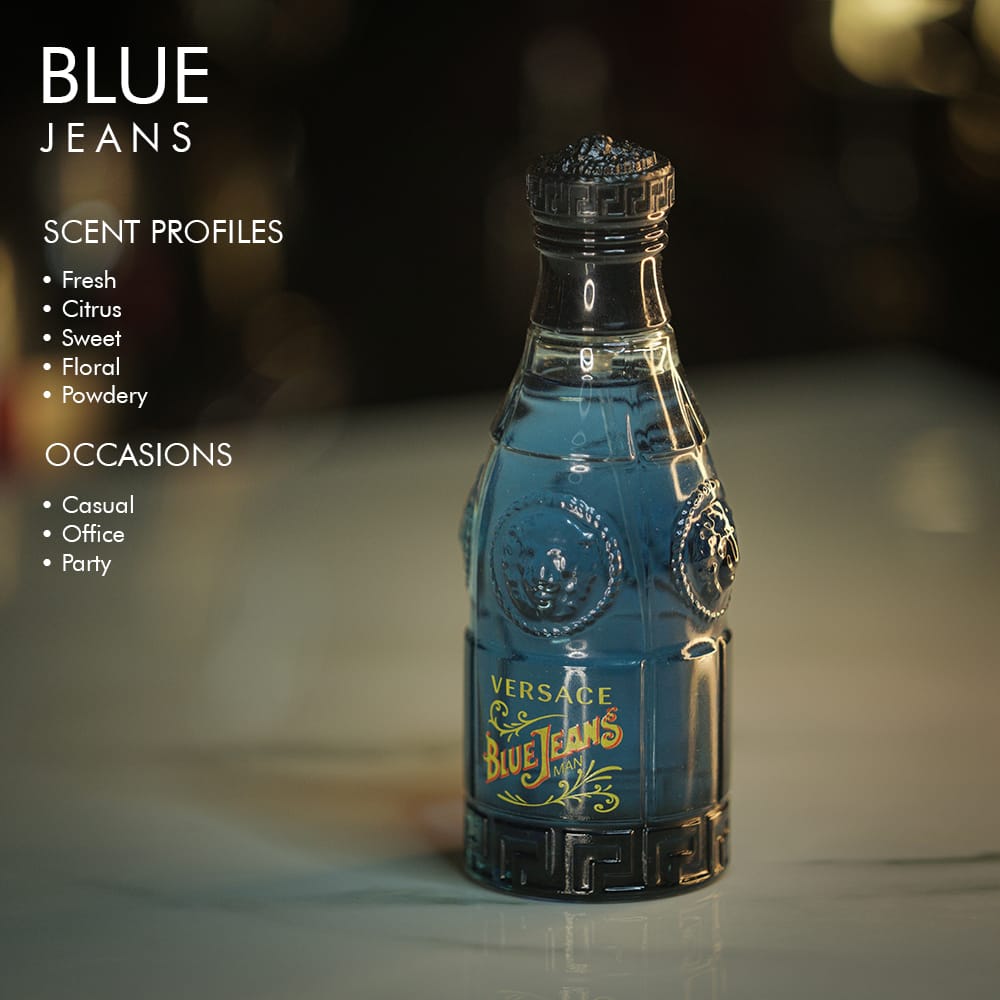 BLUE
JEANS
SCENT PROFILES
• Fresh
• Citrus
• Sweet
• Floral
• Powdery
OCCASIONS
• Casual
• Office
• Party
VERSACE
BLUE JEANS
MAN